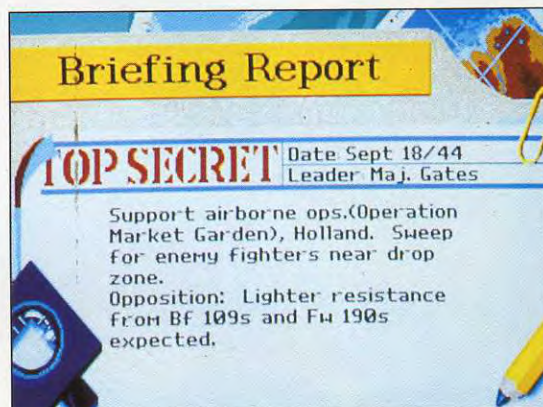 Briefing Report
TOP SECRET
Date Sept 18/44
Leader Maj. Gates
Support airborne ops.(Operation
Market Garden), Holland. Sweep
for enemy fighters near drop
zone.
Opposition: Lighter resistance
from Bf 109s and Fw 190s
expected.